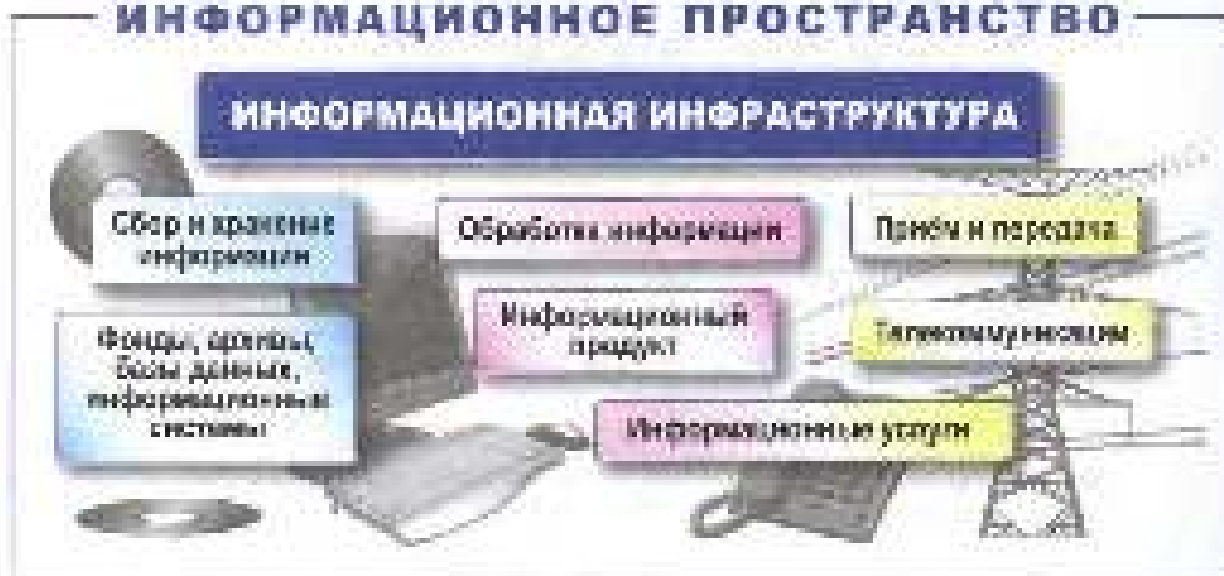 ИНФОРМАЦИОННОЕ ПРОСТРАНСТВО
ИНФОРМАЦИОННАЯ ИНФРАСТРУКТУРА
Сбор и хранение
информации
Обработка информации
Приём и передача
Фонды, архивы,
базы данных,
информационные
системы
Информационный
продукт
Телекоммуникации
Информационные услуги